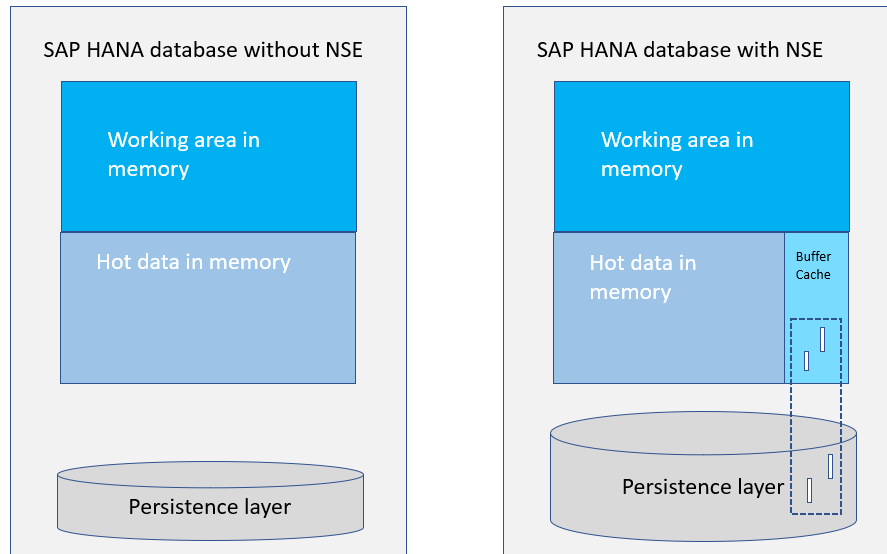 SAP HANA database without NSE
Working area in
memory
Hot data in memory
Persistence layer
SAP HANA database with NSE
Working area in
memory
Hot data in
memory
Buffer
Cache
Persistence layer